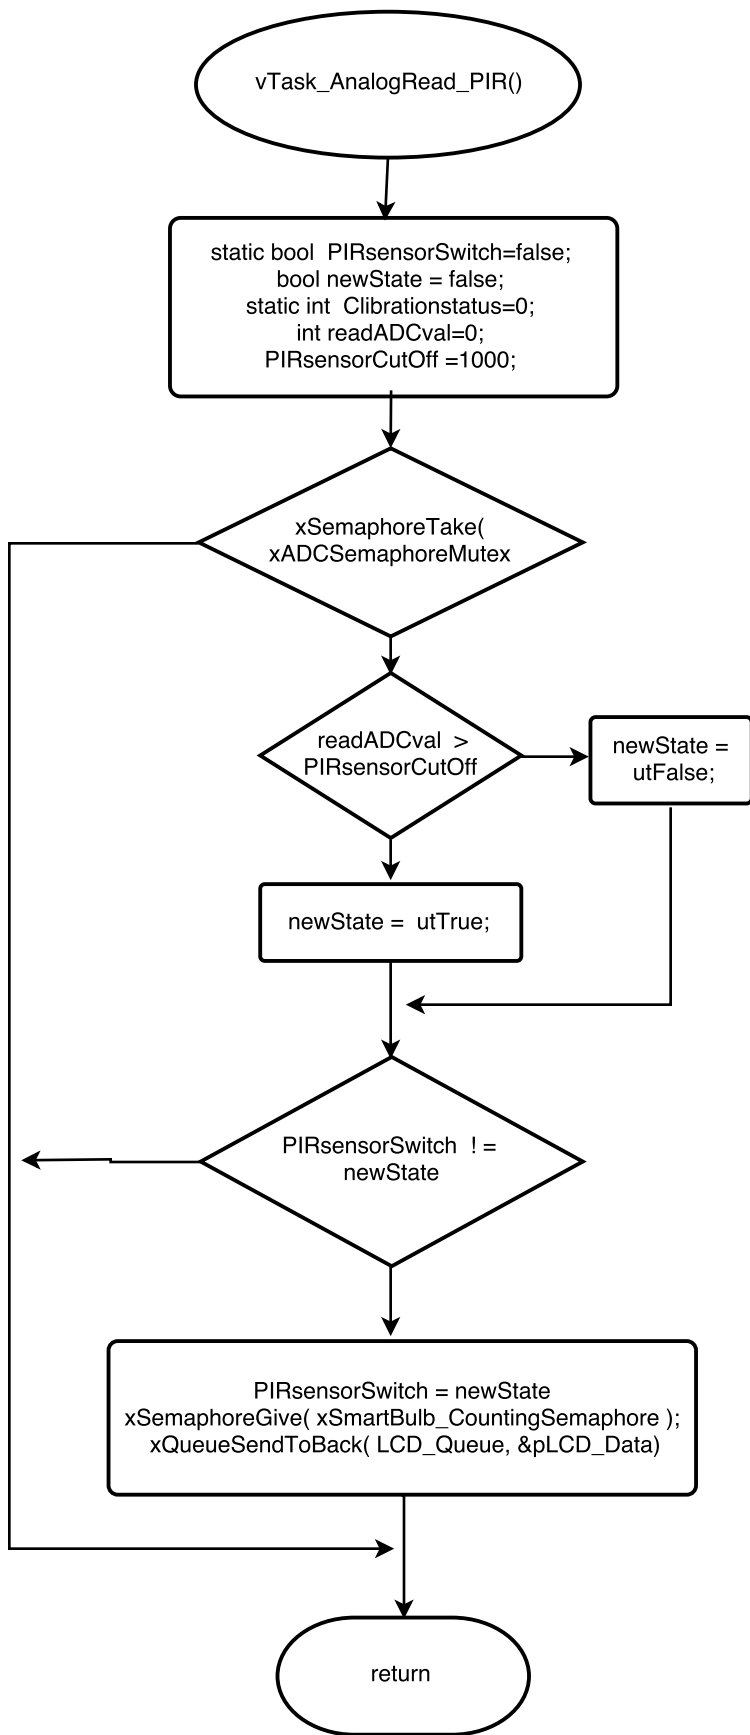 vTask_AnalogRead_PIR()
static bool  PIRsensorSwitch=false;
bool newState = false;
static int  Clibrationstatus=0;
int readADCval=0;
PIRsensorCutOff =1000;
xSemaphoreTake(
xADCSemaphoreMutex
readADCval  >
PIRsensorCutOff
newState =
utFalse;
newState =  utTrue;
PIRsensorSwitch  ! =
newState
PIRsensorSwitch = newState
xSemaphoreGive( xSmartBulb_CountingSemaphore );
xQueueSendToBack( LCD_Queue, &pLCD_Data)
return